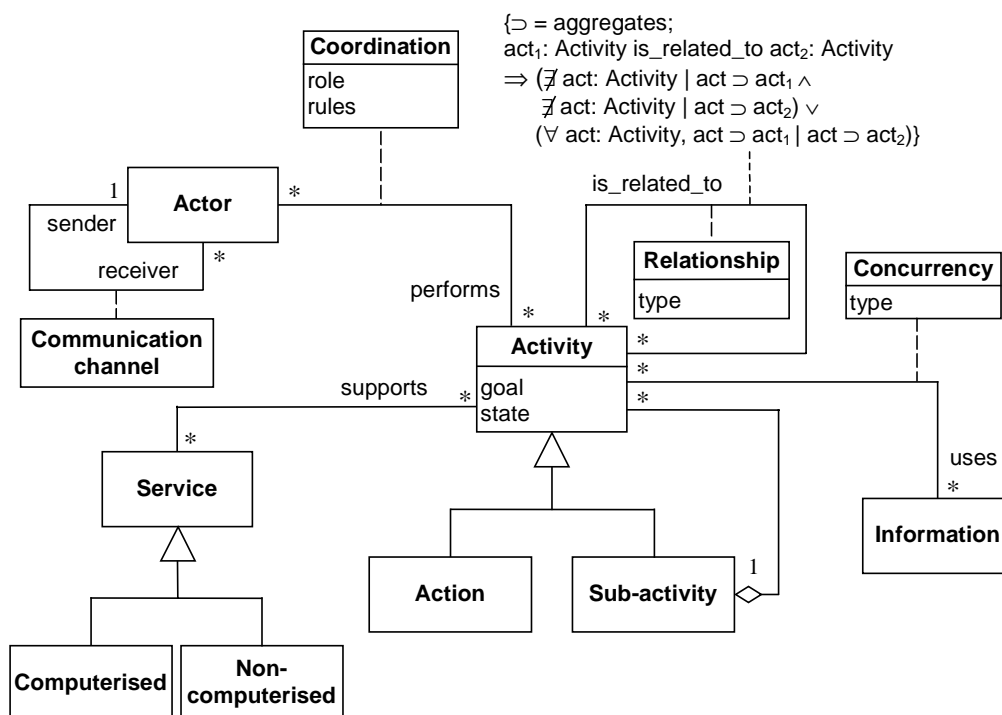 Coordination
role
rules
{⊃ = aggregates;
act₁: Activity is_related_to act₂: Activity
⇒ (∄ act: Activity | act ⊃ act₁ ∧
∄ act: Activity | act ⊃ act₂) ∨
(∀ act: Activity, act ⊃ act₁ | act ⊃ act₂)}
is_related_to
1
*
Actor
sender
*
receiver
Relationship
type
Concurrency
type
performs
Communication
channel
*
*
*
Activity
*
supports
*
goal
state
*
*
Service
uses
*
Information
Action
1
Sub-activity
Computerised
Non-
computerised